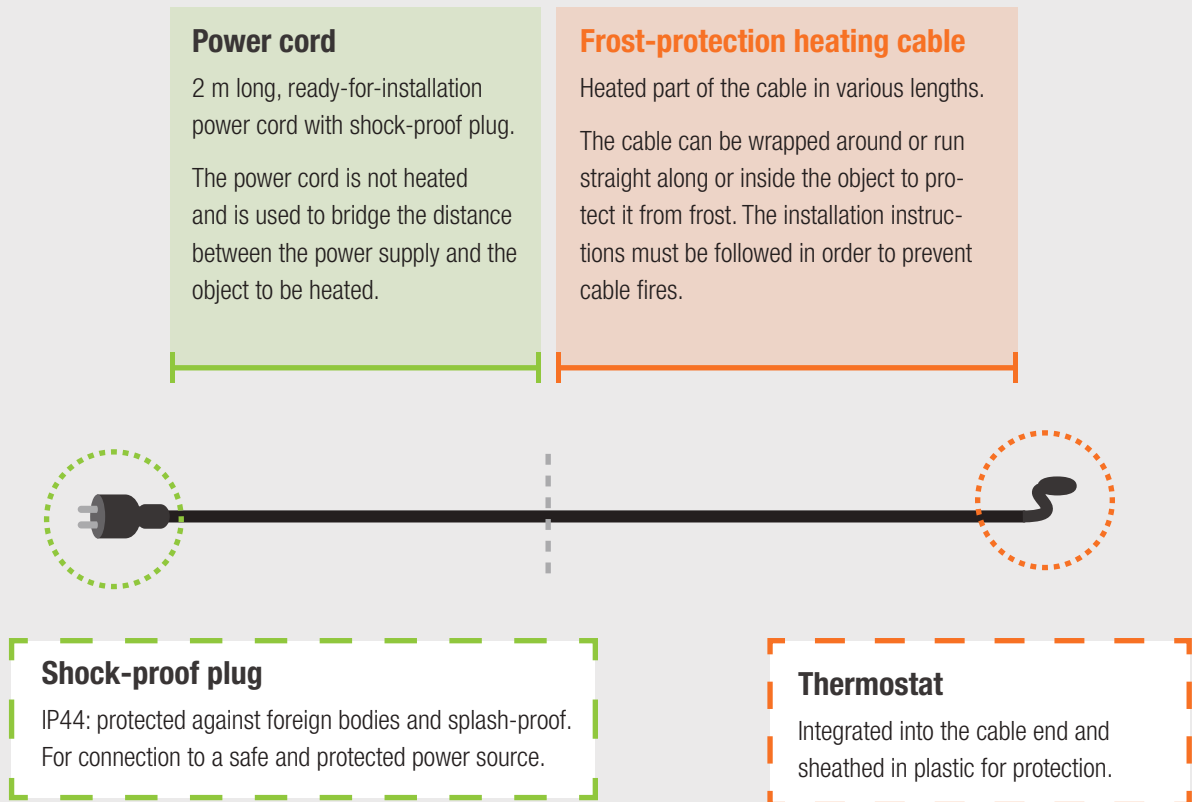 Power cord
2 m long, ready-for-installation
power cord with shock-proof plug.
The power cord is not heated
and is used to bridge the distance
between the power supply and the
object to be heated.
Frost-protection heating cable
Heated part of the cable in various lengths.
The cable can be wrapped around or run
straight along or inside the object to pro-
tect it from frost. The installation instruc-
tions must be followed in order to prevent
cable fires.
Shock-proof plug
IP44: protected against foreign bodies and splash-proof.
For connection to a safe and protected power source.
Thermostat
Integrated into the cable end and
sheathed in plastic for protection.